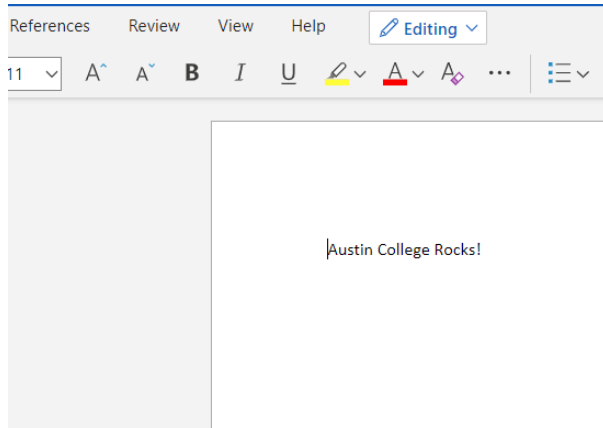 References Review View Help Editing
11 A A B I U A A ...
Austin College Rocks!